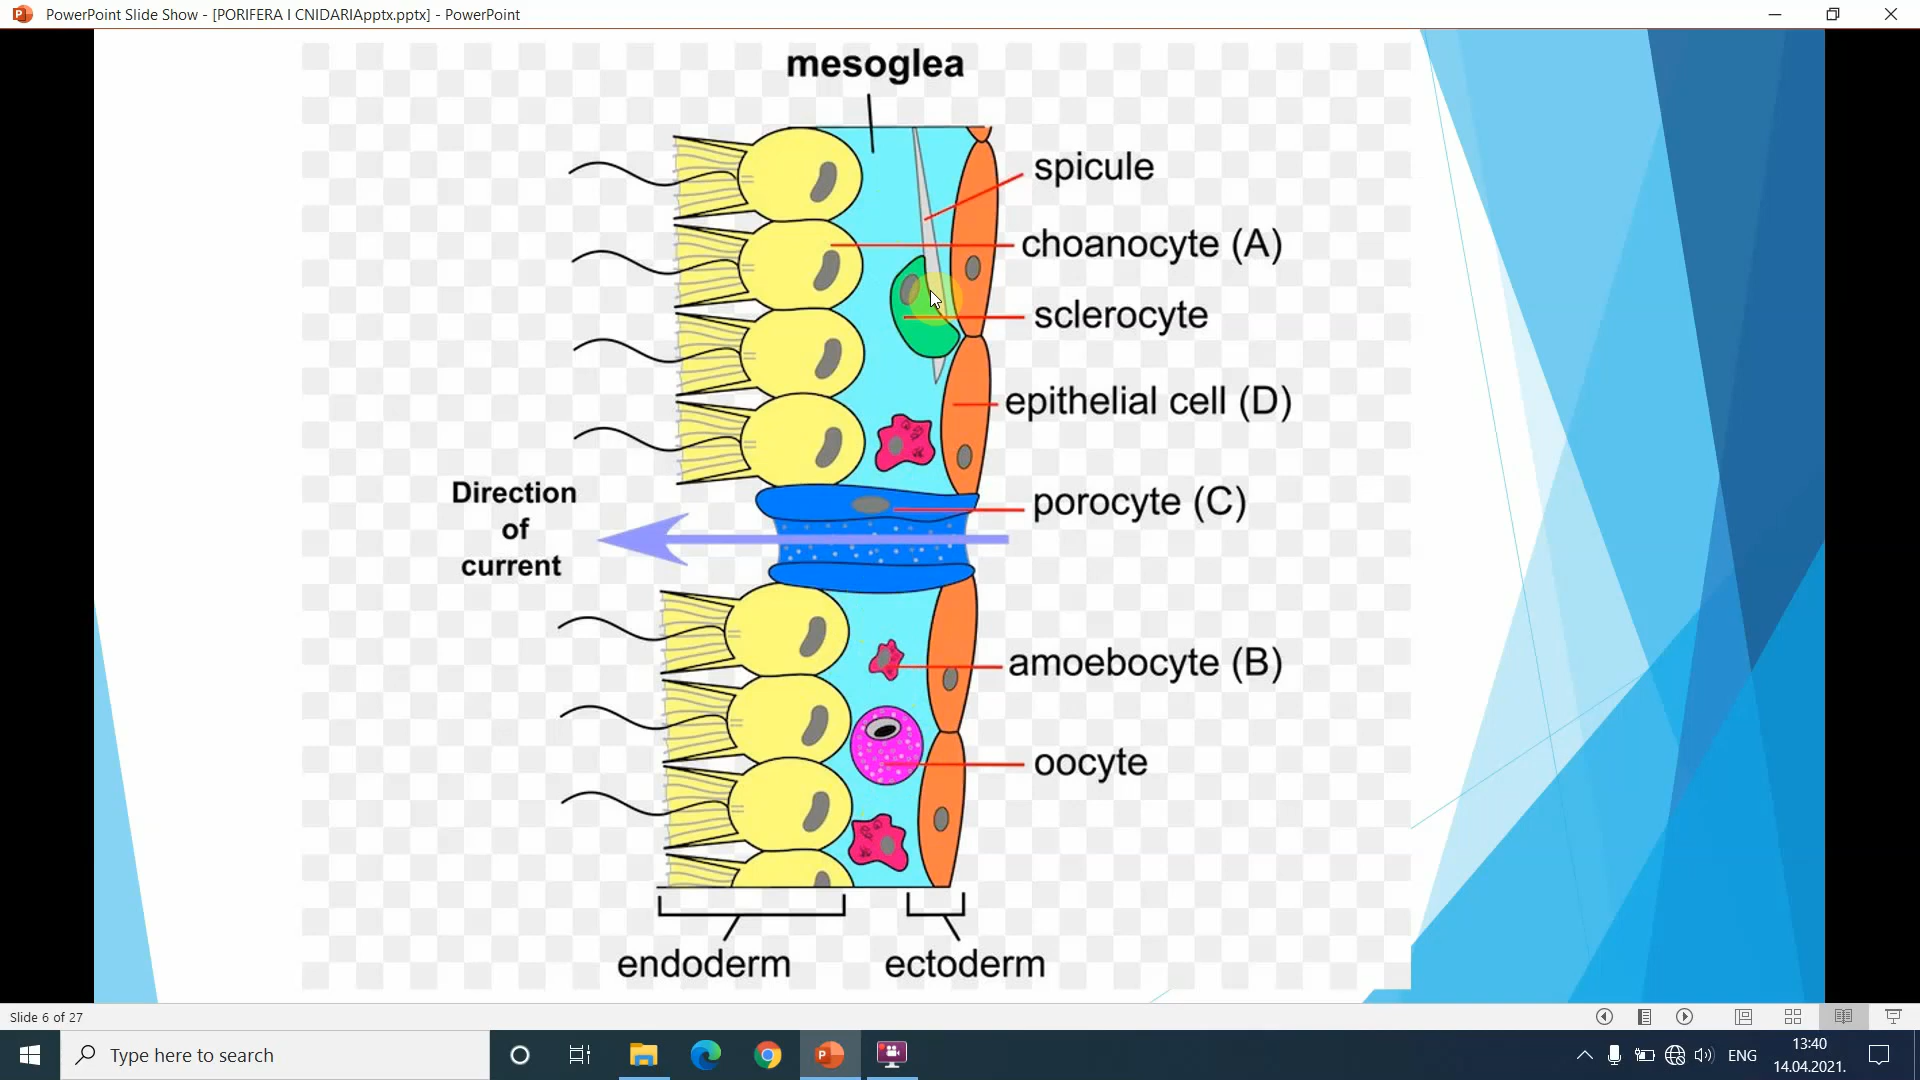 PowerPoint Slide Show - [PORIFERA I CNIDARIApptx.pptx] - PowerPoint
mesoglea
spicule
choanocyte (A)
sclerocyte
epithelial cell (D)
Direction
of
current
porocyte (C)
amoebocyte (B)
oocyte
endoderm
ectoderm
Slide 6 of 27
Type here to search
ENG
13:40
14.04.2021.